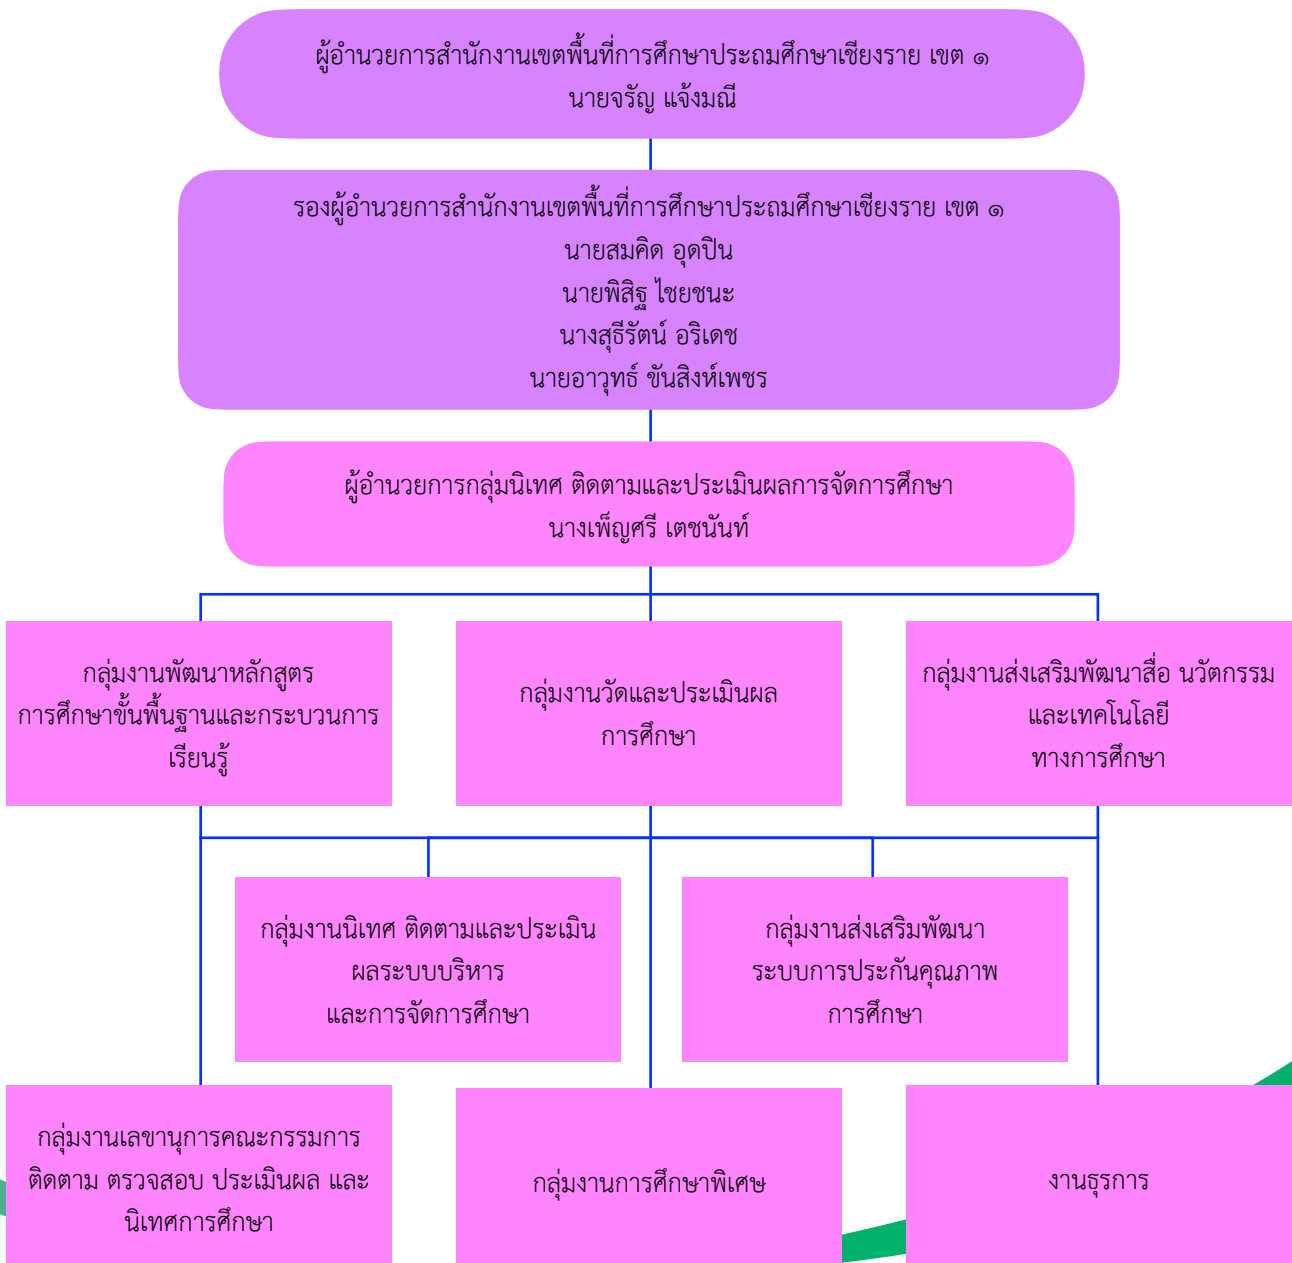 ผู้อำนวยการสำนักงานเขตพื้นที่การศึกษาประถมศึกษาเชียงราย เขต ๑
นายจรัญ แจ้งมณี
รองผู้อำนวยการสำนักงานเขตพื้นที่การศึกษาประถมศึกษาเชียงราย เขต ๑
นายสมคิด อุดปิน
นายพิสิฐ ไชยชนะ
นางสุธีรัตน์ อริเดช
นายอาวุทธ์ ขันสิงห์เพชร
ผู้อำนวยการกลุ่มนิเทศ ติดตามและประเมินผลการจัดการศึกษา
นางเพ็ญศรี เตชนันท์
กลุ่มงานพัฒนาหลักสูตร
การศึกษาขั้นพื้นฐานและกระบวนการ
เรียนรู้
กลุ่มงานวัดและประเมินผล
การศึกษา
กลุ่มงานส่งเสริมพัฒนาสื่อ นวัตกรรม
และเทคโนโลยี
ทางการศึกษา
กลุ่มงานนิเทศ ติดตามและประเมิน
ผลระบบบริหาร
และการจัดการศึกษา
กลุ่มงานส่งเสริมพัฒนา
ระบบการประกันคุณภาพ
การศึกษา
กลุ่มงานเลขานุการคณะกรรมการ
ติดตาม ตรวจสอบ ประเมินผล และ
นิเทศการศึกษา
กลุ่มงานการศึกษาพิเศษ
งานธุรการ